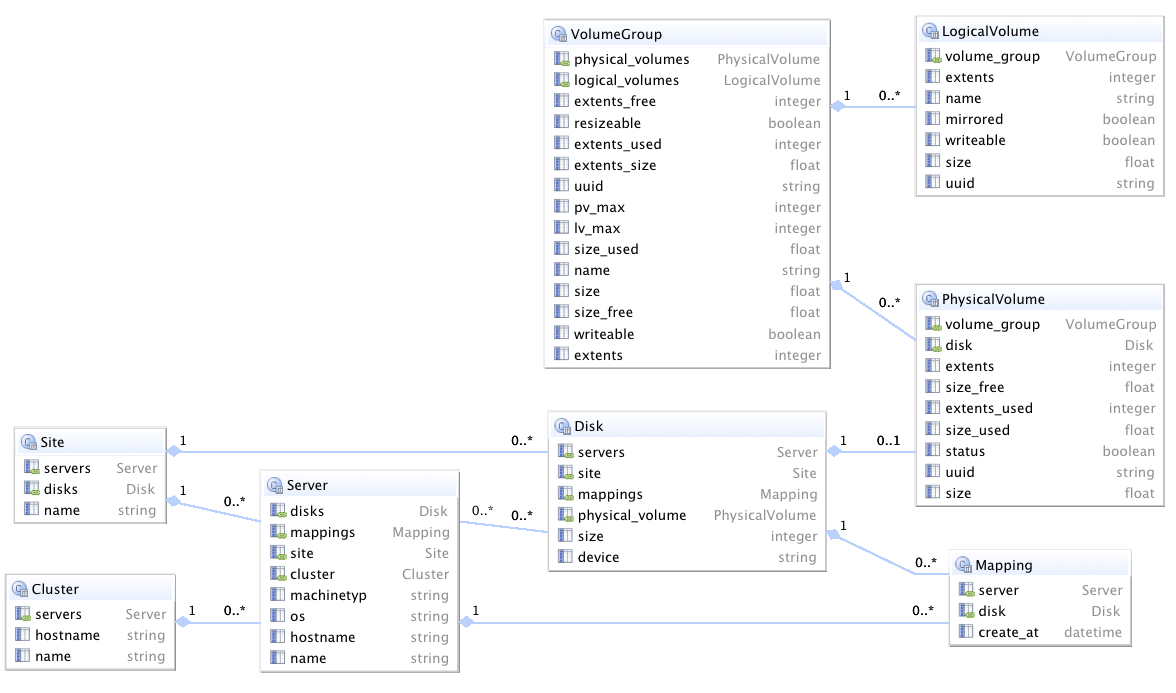 VolumeGroup
physical_volumes PhysicalVolume
logical_volumes LogicalVolume
extents_free integer
resizeable boolean
extents_used integer
extents_size float
uuid string
pv_max integer
lv_max integer
size_used float
name string
size float
size_free float
writeable boolean
extents integer
1 0..*
LogicalVolume
volume_group VolumeGroup
extents integer
name string
mirrored boolean
writeable boolean
size float
uuid string
1
0..*
PhysicalVolume
volume_group VolumeGroup
disk Disk
extents integer
size_free float
extents_used integer
size_used float
status boolean
uuid string
size float
Site
servers Server
disks Disk
name string
1 0..*
1
0..*
Server
disks Disk
mappings Mapping
site Site
cluster Cluster
machinetyp string
os string
hostname string
name string
0..* 0..*
Disk
servers Server
site Site
mappings Mapping
physical_volume PhysicalVolume
size integer
device string
1 0..1
1
0..*
Cluster
servers Server
hostname string
name string
1 0..*
1 0..*
Mapping
server Server
disk Disk
create_at datetime